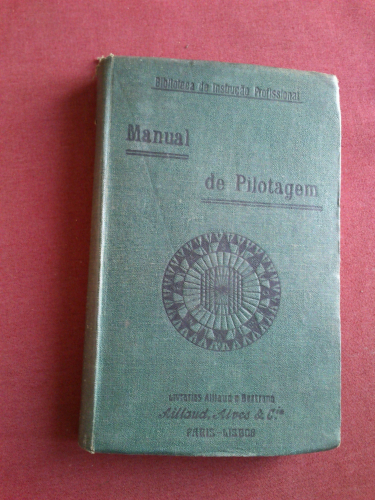 Bibliotheca de Instrucção Profissional
Manual
de Pilotagem
Livrarias Aillaud e Bertrand
Aillaud, Alves & C.ia
PARIS-LISBOA